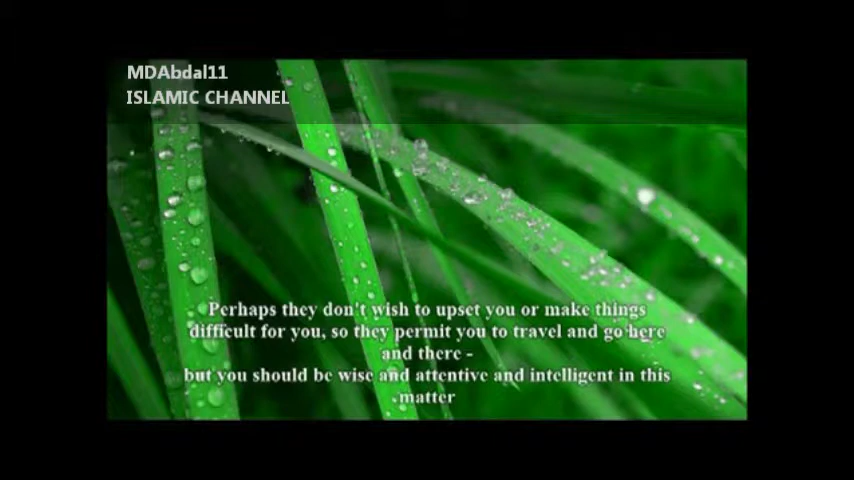 MDAbdal11
ISLAMIC CHANNEL
Perhaps they don't wish to upset you or make things
difficult for you, so they permit you to travel and go here
and there -
but you should be wise and attentive and intelligent in this
matter